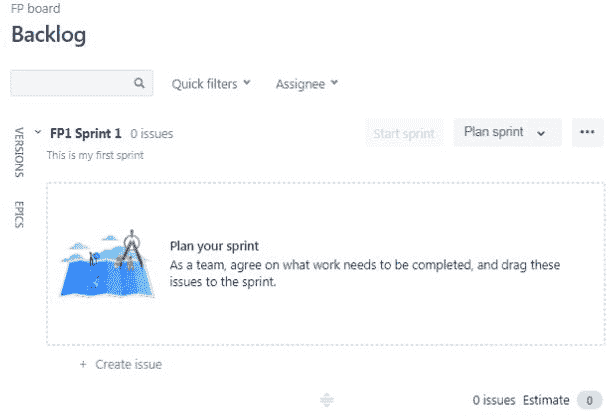 FP board
Backlog
Quick filters
Assignee
VERSIONS
EPICS
FP1 Sprint 1 0 issues
Start sprint
Plan sprint
This is my first sprint
Plan your sprint
As a team, agree on what work needs to be completed, and drag these
issues to the sprint.
+ Create issue
0 issues Estimate 0